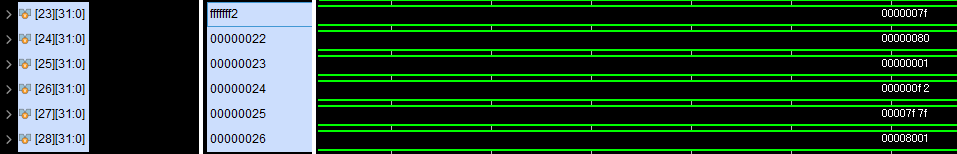 [23][31:0] fffffff2 0000007f
[24][31:0] 00000022 00000080
[25][31:0] 00000023 00000001
[26][31:0] 00000024 000000f2
[27][31:0] 00000025 00007f7f
[28][31:0] 00000026 00008001